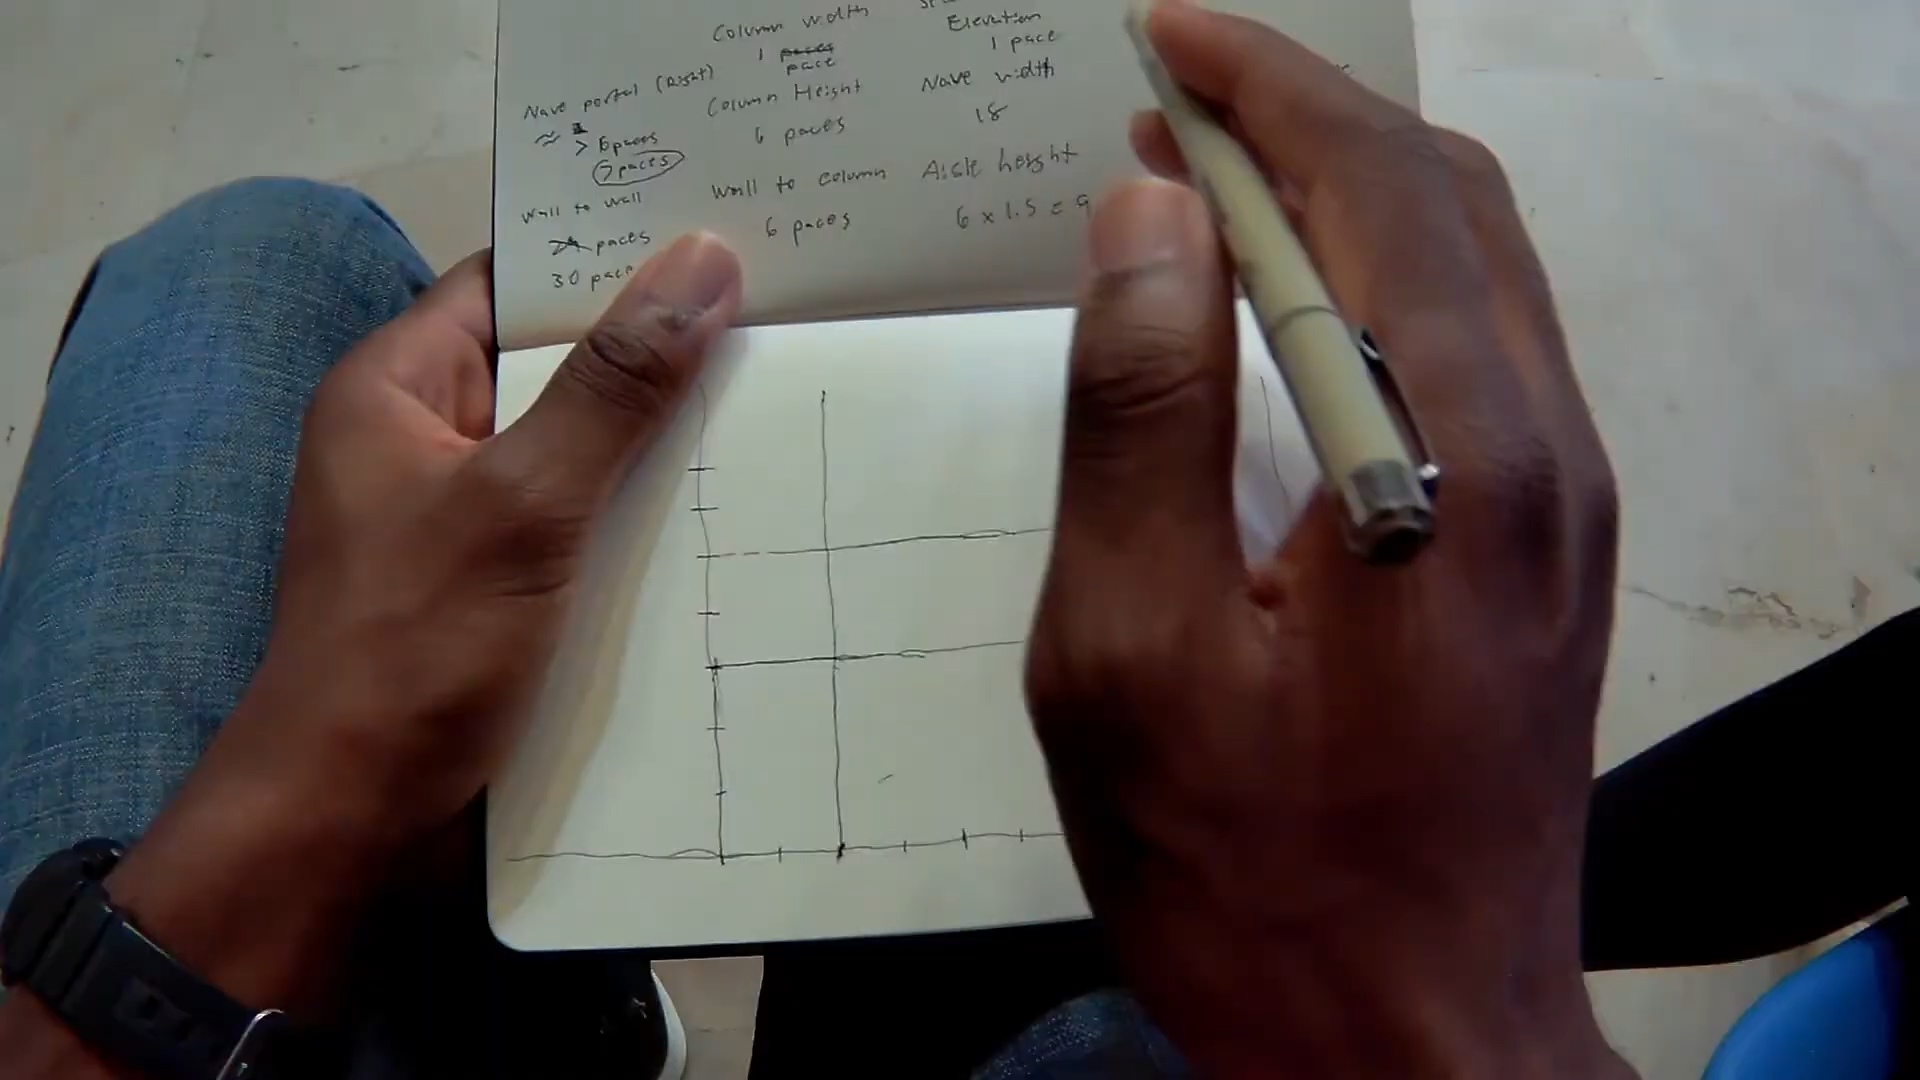 Column width
1 paces
pace
Elevation
1 pace
Nave portal (Right)
≈ > 6 paces
5 paces
Column Height
6 paces
Nave width
18
Wall to wall
24 paces
30 pace
Wall to column
6 paces
Aisle height
6 x 1.5 = 9